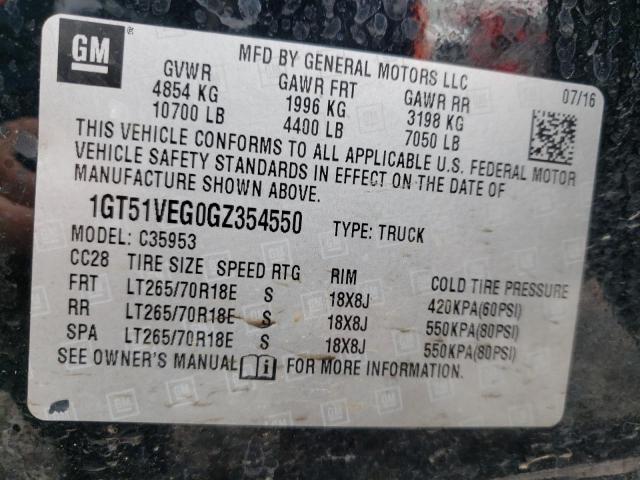 GM
MFD BY GENERAL MOTORS LLC
GVWR GAWR FRT GAWR RR 07/16
4854 KG 1996 KG 3198 KG
10700 LB 4400 LB 7050 LB
THIS VEHICLE CONFORMS TO ALL APPLICABLE U.S. FEDERAL MOTOR
VEHICLE SAFETY STANDARDS IN EFFECT ON THE DATE OF
MANUFACTURE SHOWN ABOVE.
1GT51VEG0GZ354550 TYPE: TRUCK
MODEL: C35953
CC28 TIRE SIZE SPEED RTG RIM COLD TIRE PRESSURE
FRT LT265/70R18E S 18X8J 420KPA(60PSI)
RR LT265/70R18E S 18X8J 550KPA(80PSI)
SPA LT265/70R18E S 18X8J 550KPA(80PSI)
SEE OWNER'S MANUAL i FOR MORE INFORMATION.